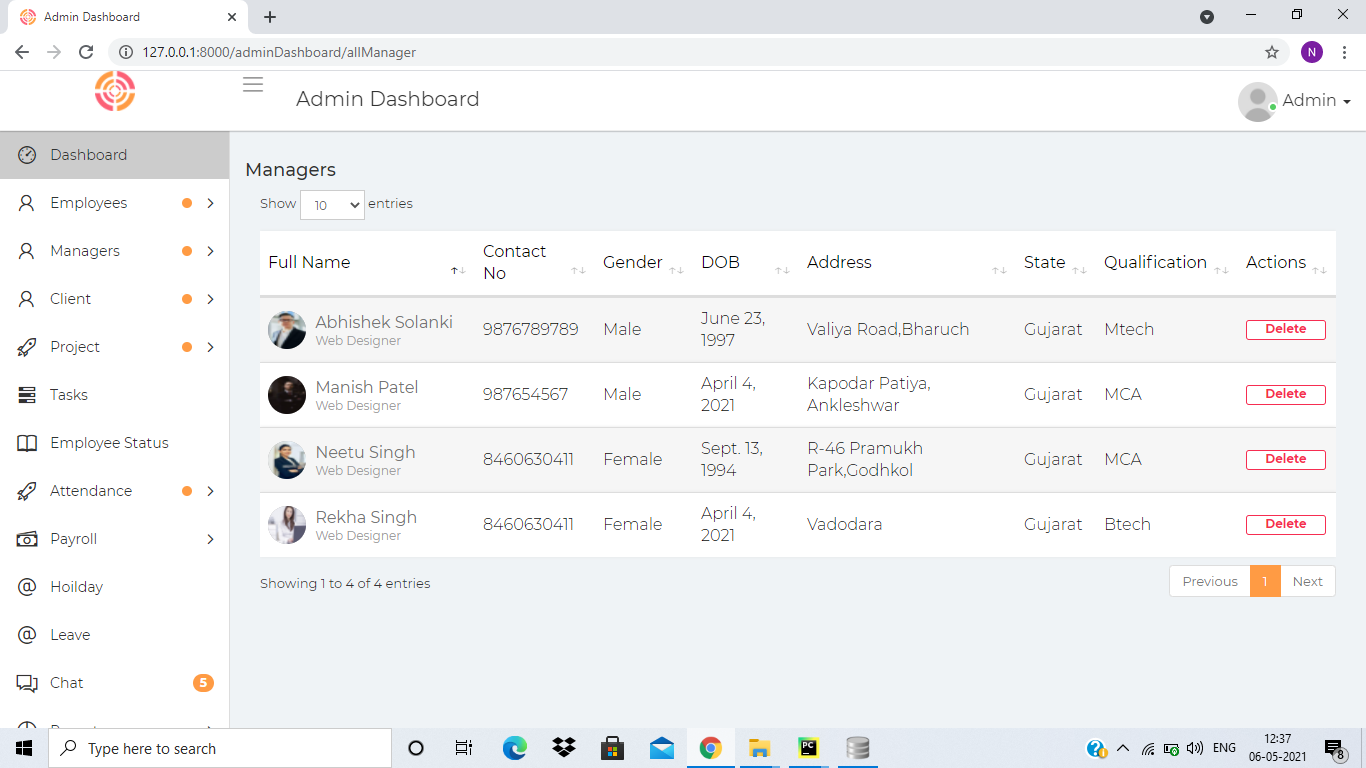 Admin Dashboard
127.0.0.1:8000/adminDashboard/allManager
N
Admin Dashboard
Admin
Dashboard
Employees
Managers
Client
Project
Tasks
Employee Status
Attendance
Payroll
Hoilday
Leave
Chat 5
Managers
Show 10 entries
Full Name Contact No Gender DOB Address State Qualification Actions
Abhishek Solanki
Web Designer
9876789789 Male June 23, 1997 Valiya Road,Bharuch Gujarat Mtech Delete
Manish Patel
Web Designer
987654567 Male April 4, 2021 Kapodar Patiya, Ankleshwar Gujarat MCA Delete
Neetu Singh
Web Designer
8460630411 Female Sept. 13, 1994 R-46 Pramukh Park,Godhkol Gujarat MCA Delete
Rekha Singh
Web Designer
8460630411 Female April 4, 2021 Vadodara Gujarat Btech Delete
Showing 1 to 4 of 4 entries
Previous 1 Next
Type here to search
PC
ENG
12:37
06-05-2021
8